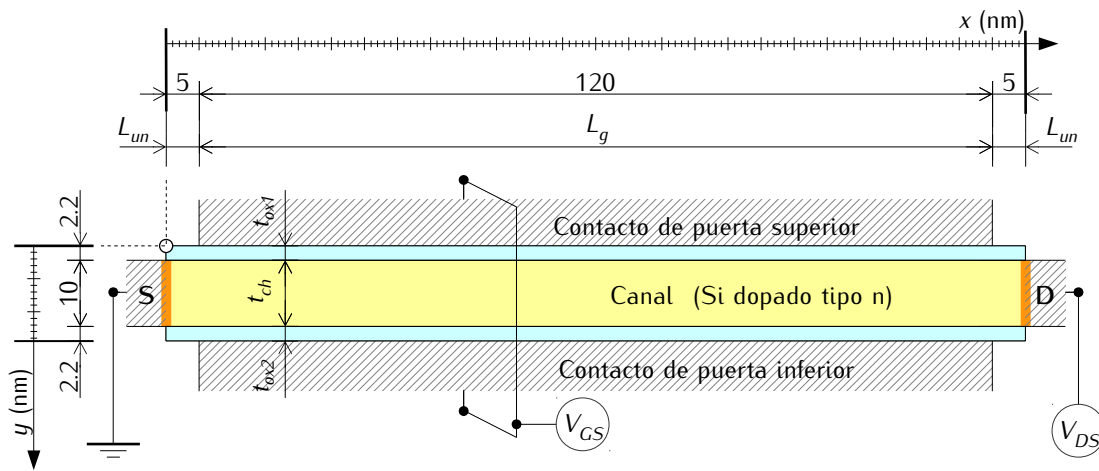 x (nm)
5
120
5
L_un
L_g
L_un
2.2
t_ox1
Contacto de puerta superior
10
S
t_ch
Canal (Si dopado tipo n)
D
2.2
t_ox2
Contacto de puerta inferior
y (nm)
V_GS
V_DS